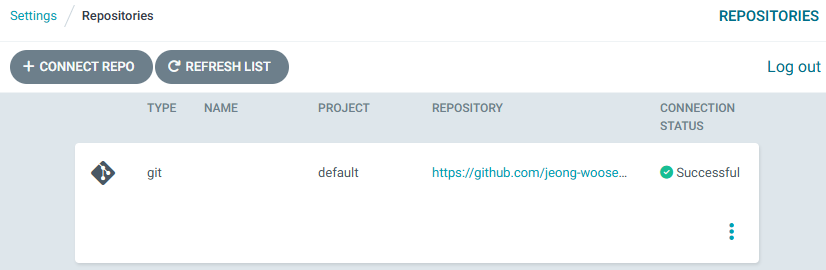 Settings / Repositories
REPOSITORIES
+ CONNECT REPO
REFRESH LIST
Log out
TYPE NAME PROJECT REPOSITORY CONNECTION STATUS
git default https://github.com/jeong-woose... Successful